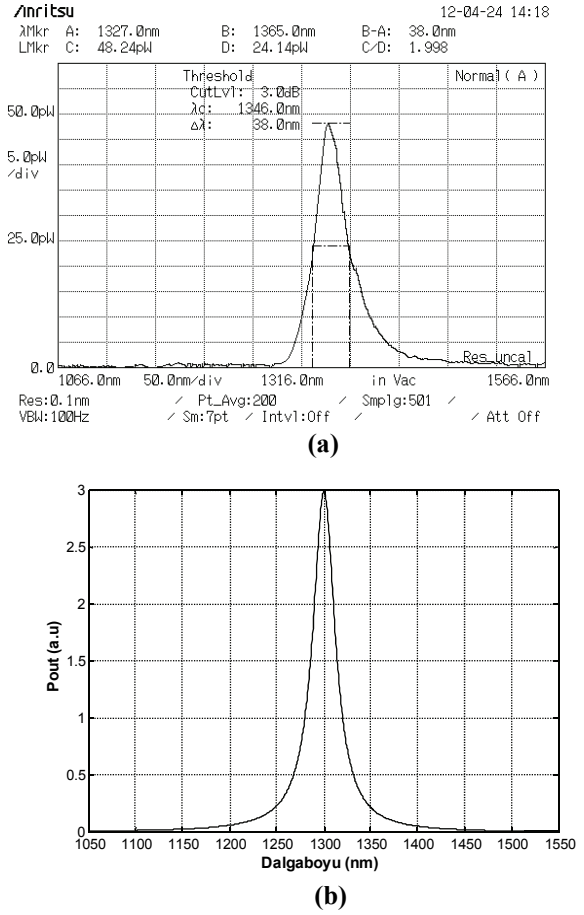 Anritsu 12-04-24 14:18
λMkr A: 1327.0nm B: 1365.0nm B-A: 38.0nm
LMkr C: 48.24pW D: 24.14pW C/D: 1.998
Threshold Normal(A)
CutLvl: 3.0dB
λc: 1346.0nm
Δλ: 38.0nm
50.0pW
5.0pW
/div
25.0pW
Res_uncal
0.0
1066.0nm 50.0nm/div 1316.0nm in Vac 1566.0nm
Res:0.1nm / Pt_Avg:200 / Smplg:501 /
VBW:100Hz / Sm:7pt / Intvl:Off / / Att Off
(a)
3
2.5
2
1.5
1
0.5
0
Pout (a.u)
1050 1100 1150 1200 1250 1300 1350 1400 1450 1500 1550
Dalgaboyu (nm)
(b)